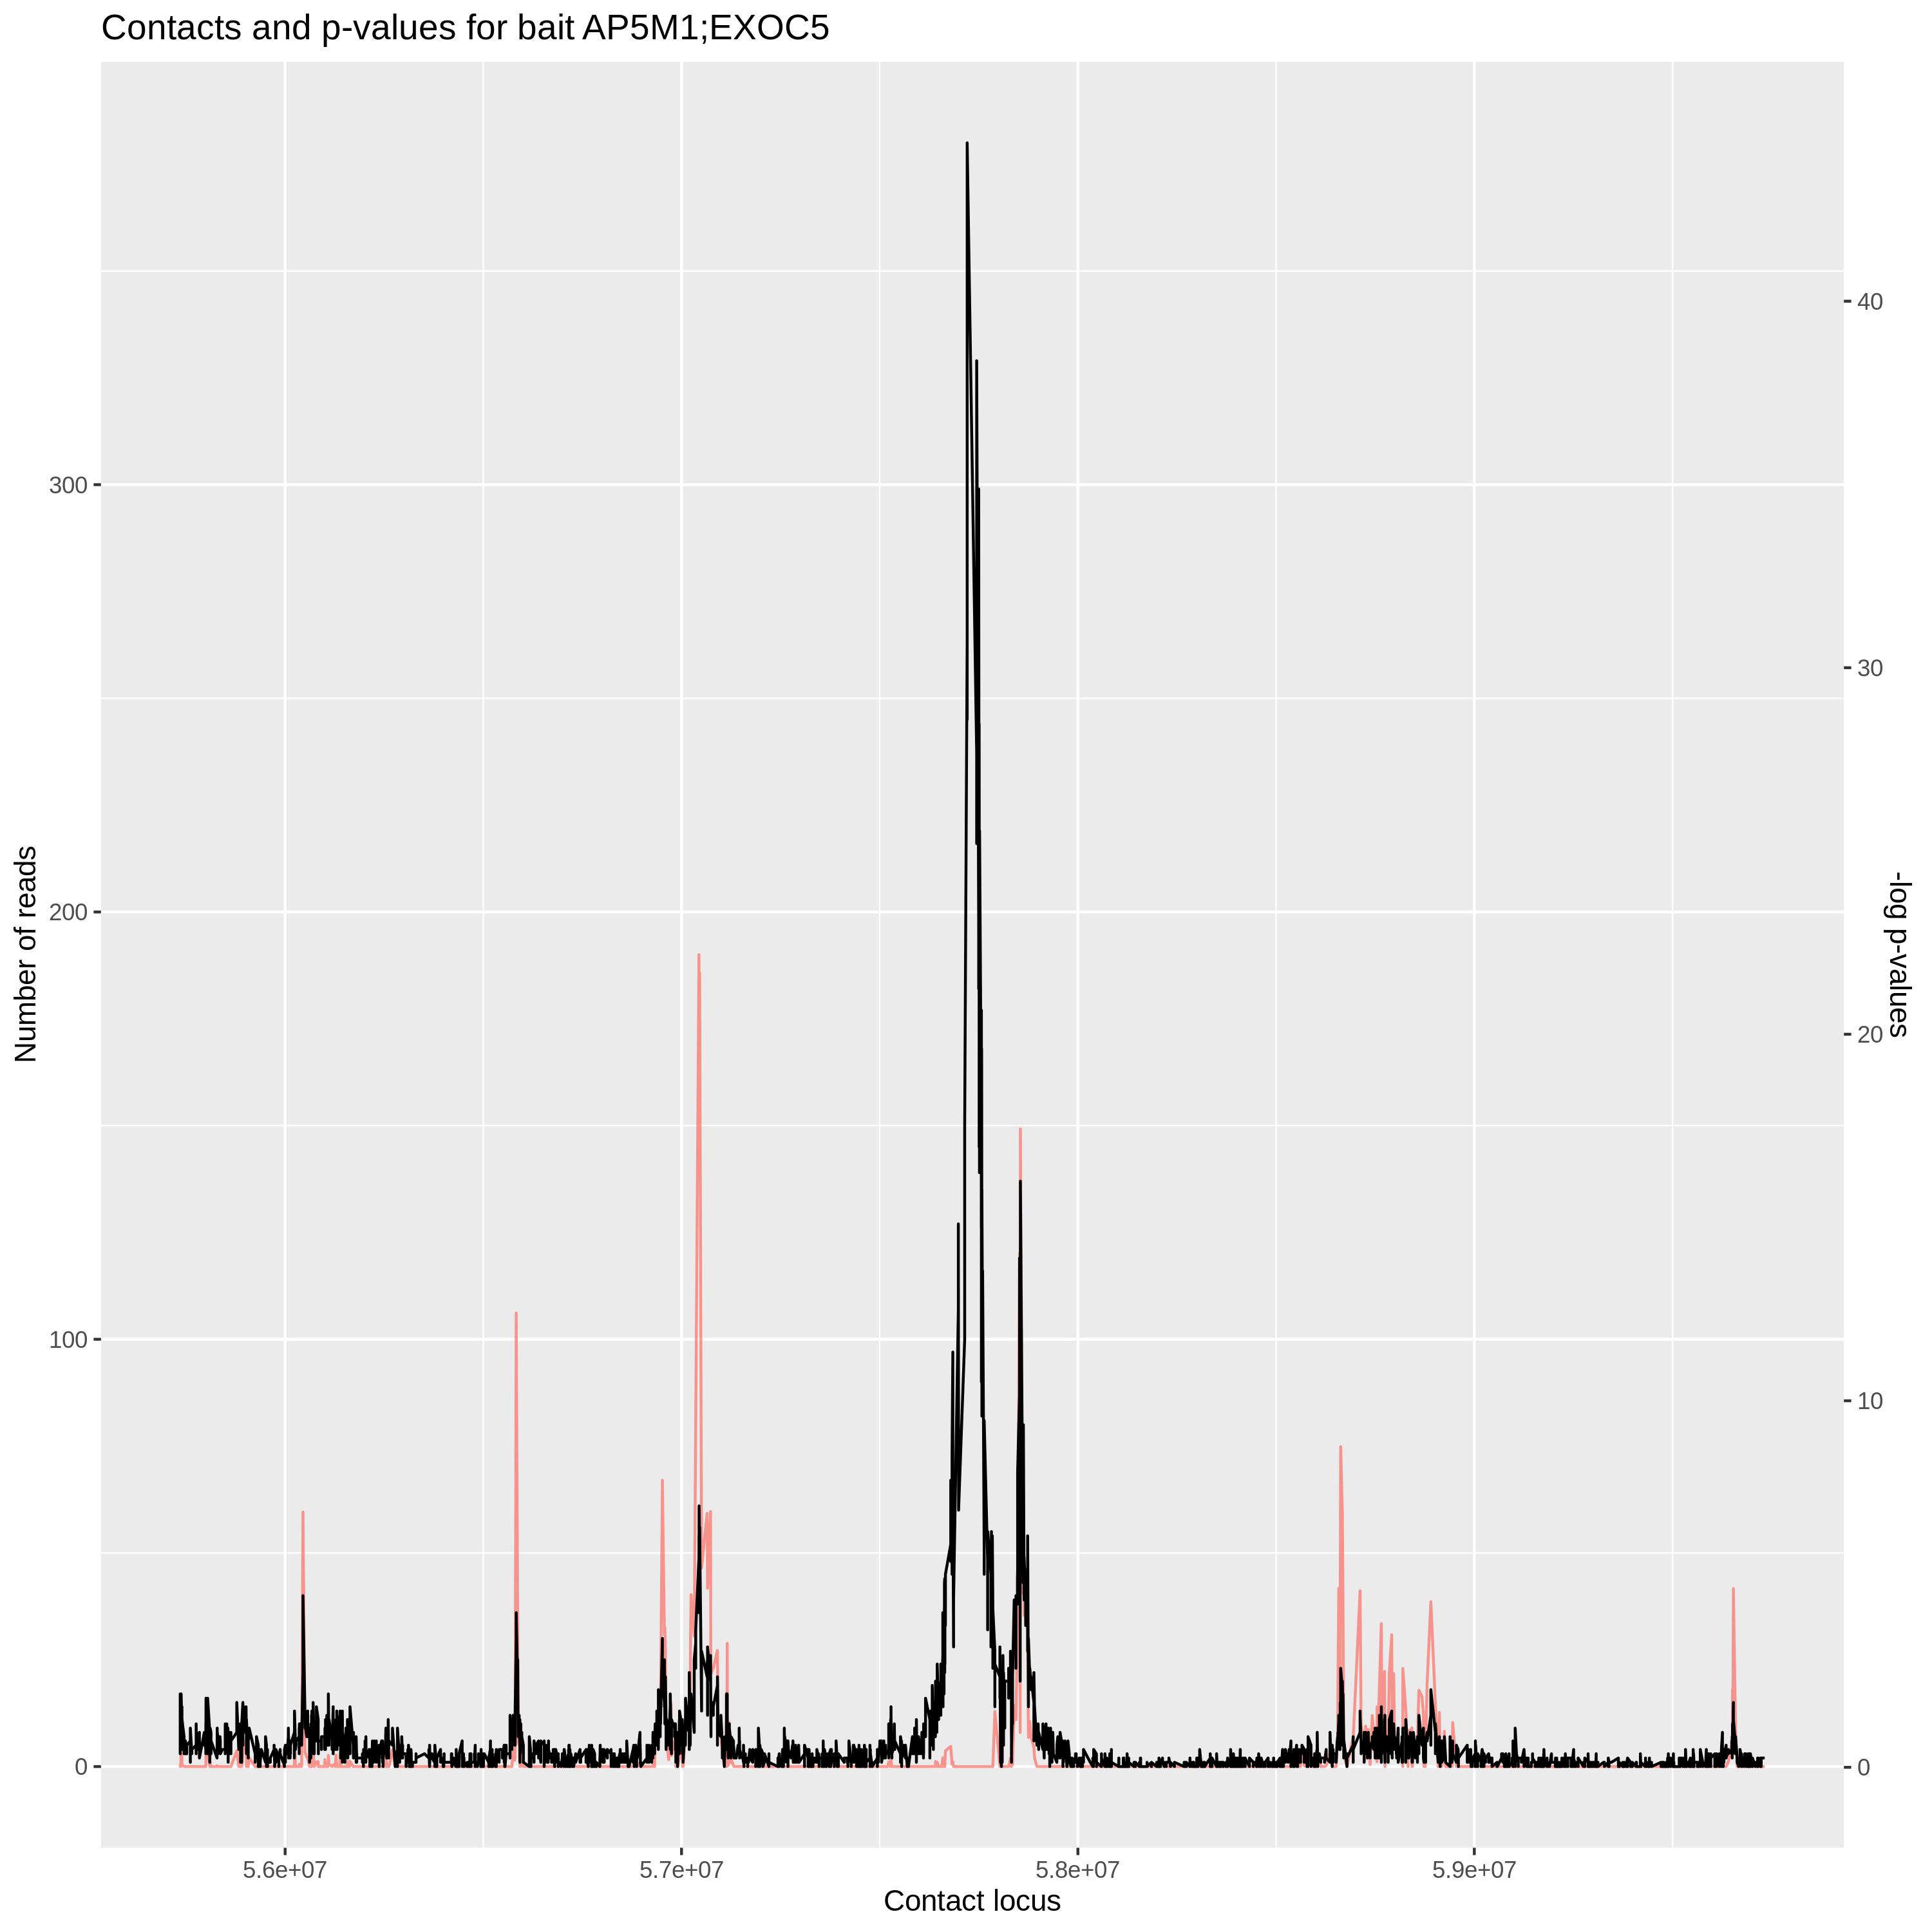 Contacts and p-values for bait AP5M1;EXOC5
Number of reads
300
200
100
0
40
30
20
10
0
-log p-values
5.6e+07
5.7e+07
5.8e+07
5.9e+07
Contact locus